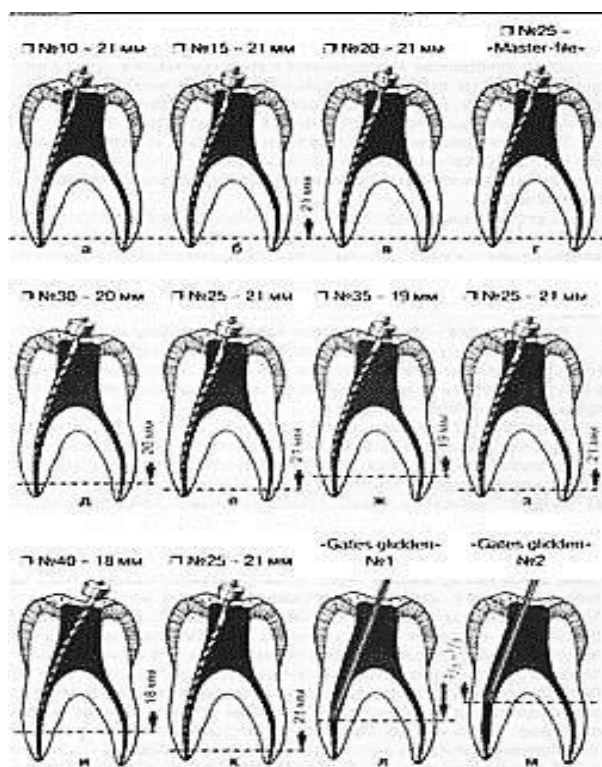 □ №10 – 21 мм
□ №15 – 21 мм
□ №20 – 21 мм
□ №25 –
«Master-file»
21 мм
а
б
в
г
□ №30 – 20 мм
□ №25 – 21 мм
□ №35 – 19 мм
□ №25 – 21 мм
20 мм
21 мм
19 мм
21 мм
д
е
ж
з
□ №40 – 18 мм
□ №25 – 21 мм
«Gates glidden»
№1
«Gates glidden»
№2
18 мм
21 мм
и
к
л
м